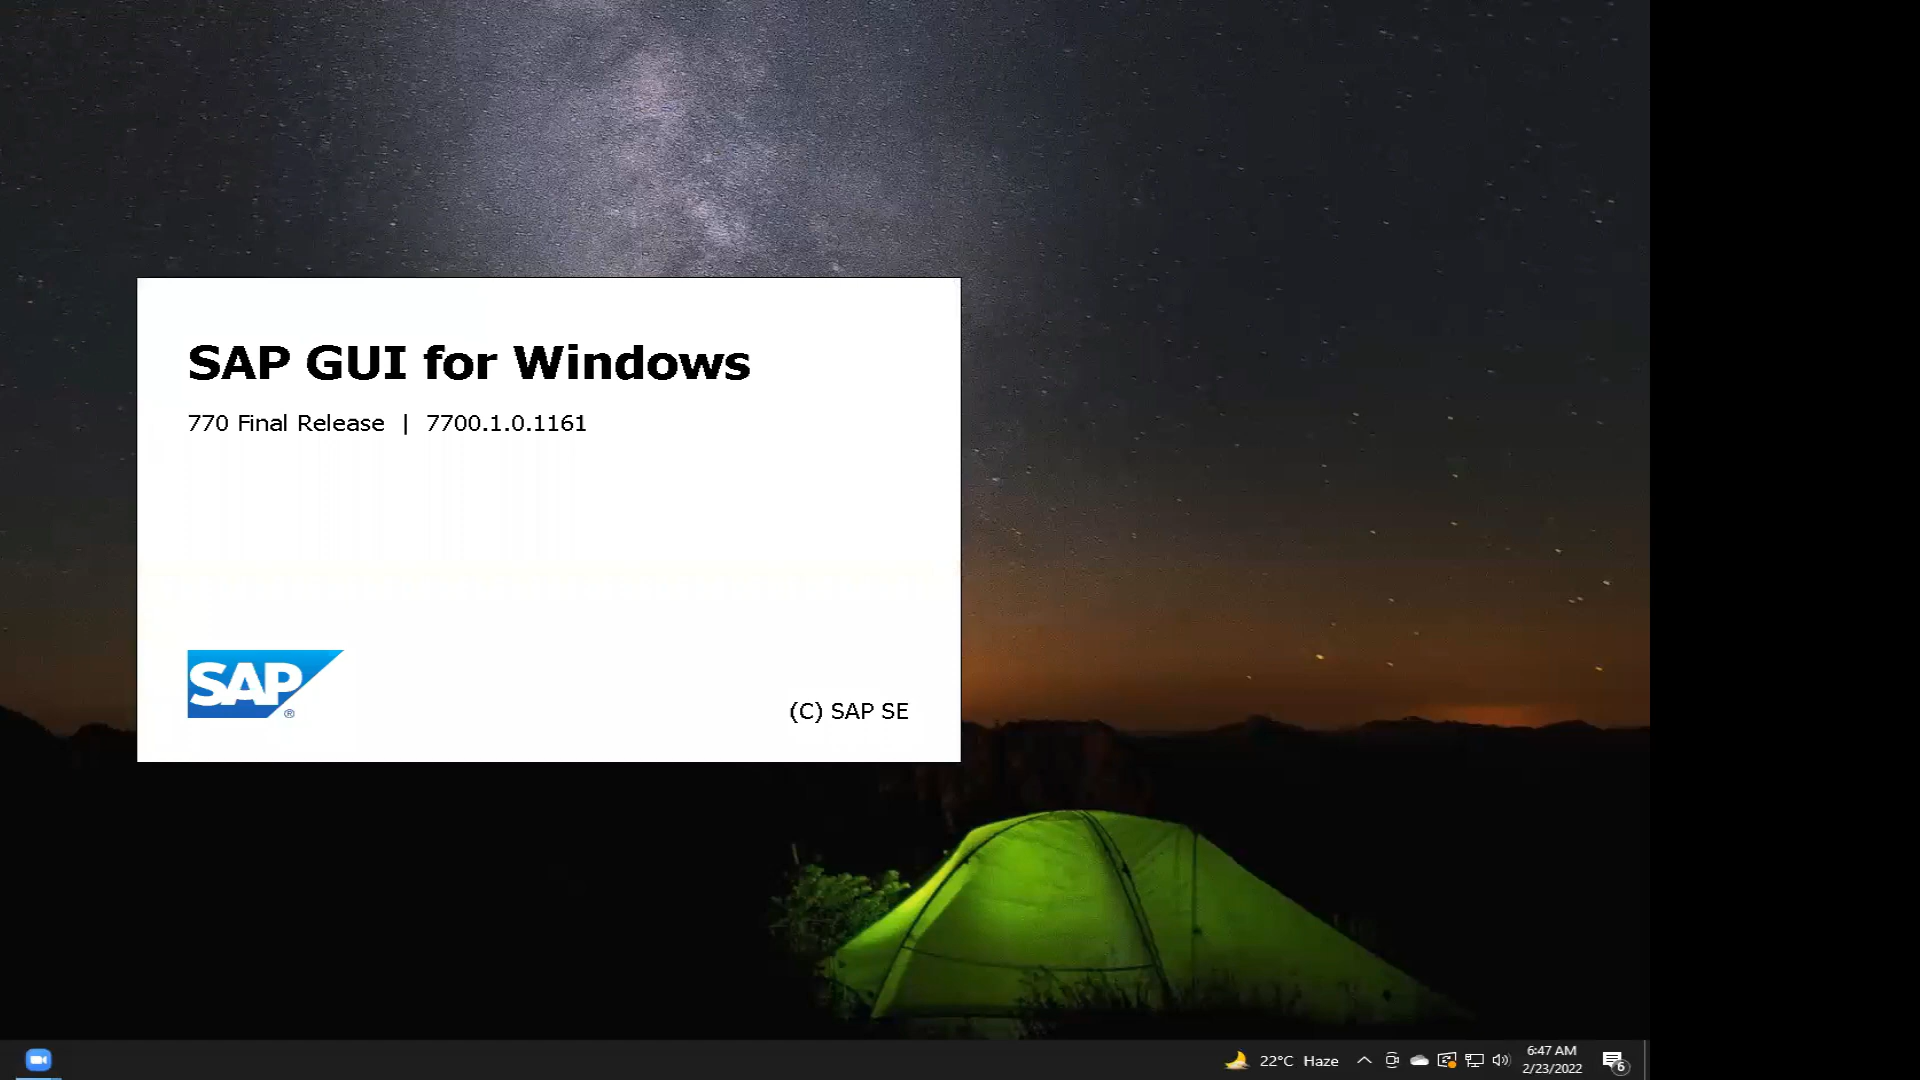 SAP GUI for Windows
770 Final Release | 7700.1.0.1161
SAP ®
(C) SAP SE
22°C Haze
6:47 AM
2/23/2022
6